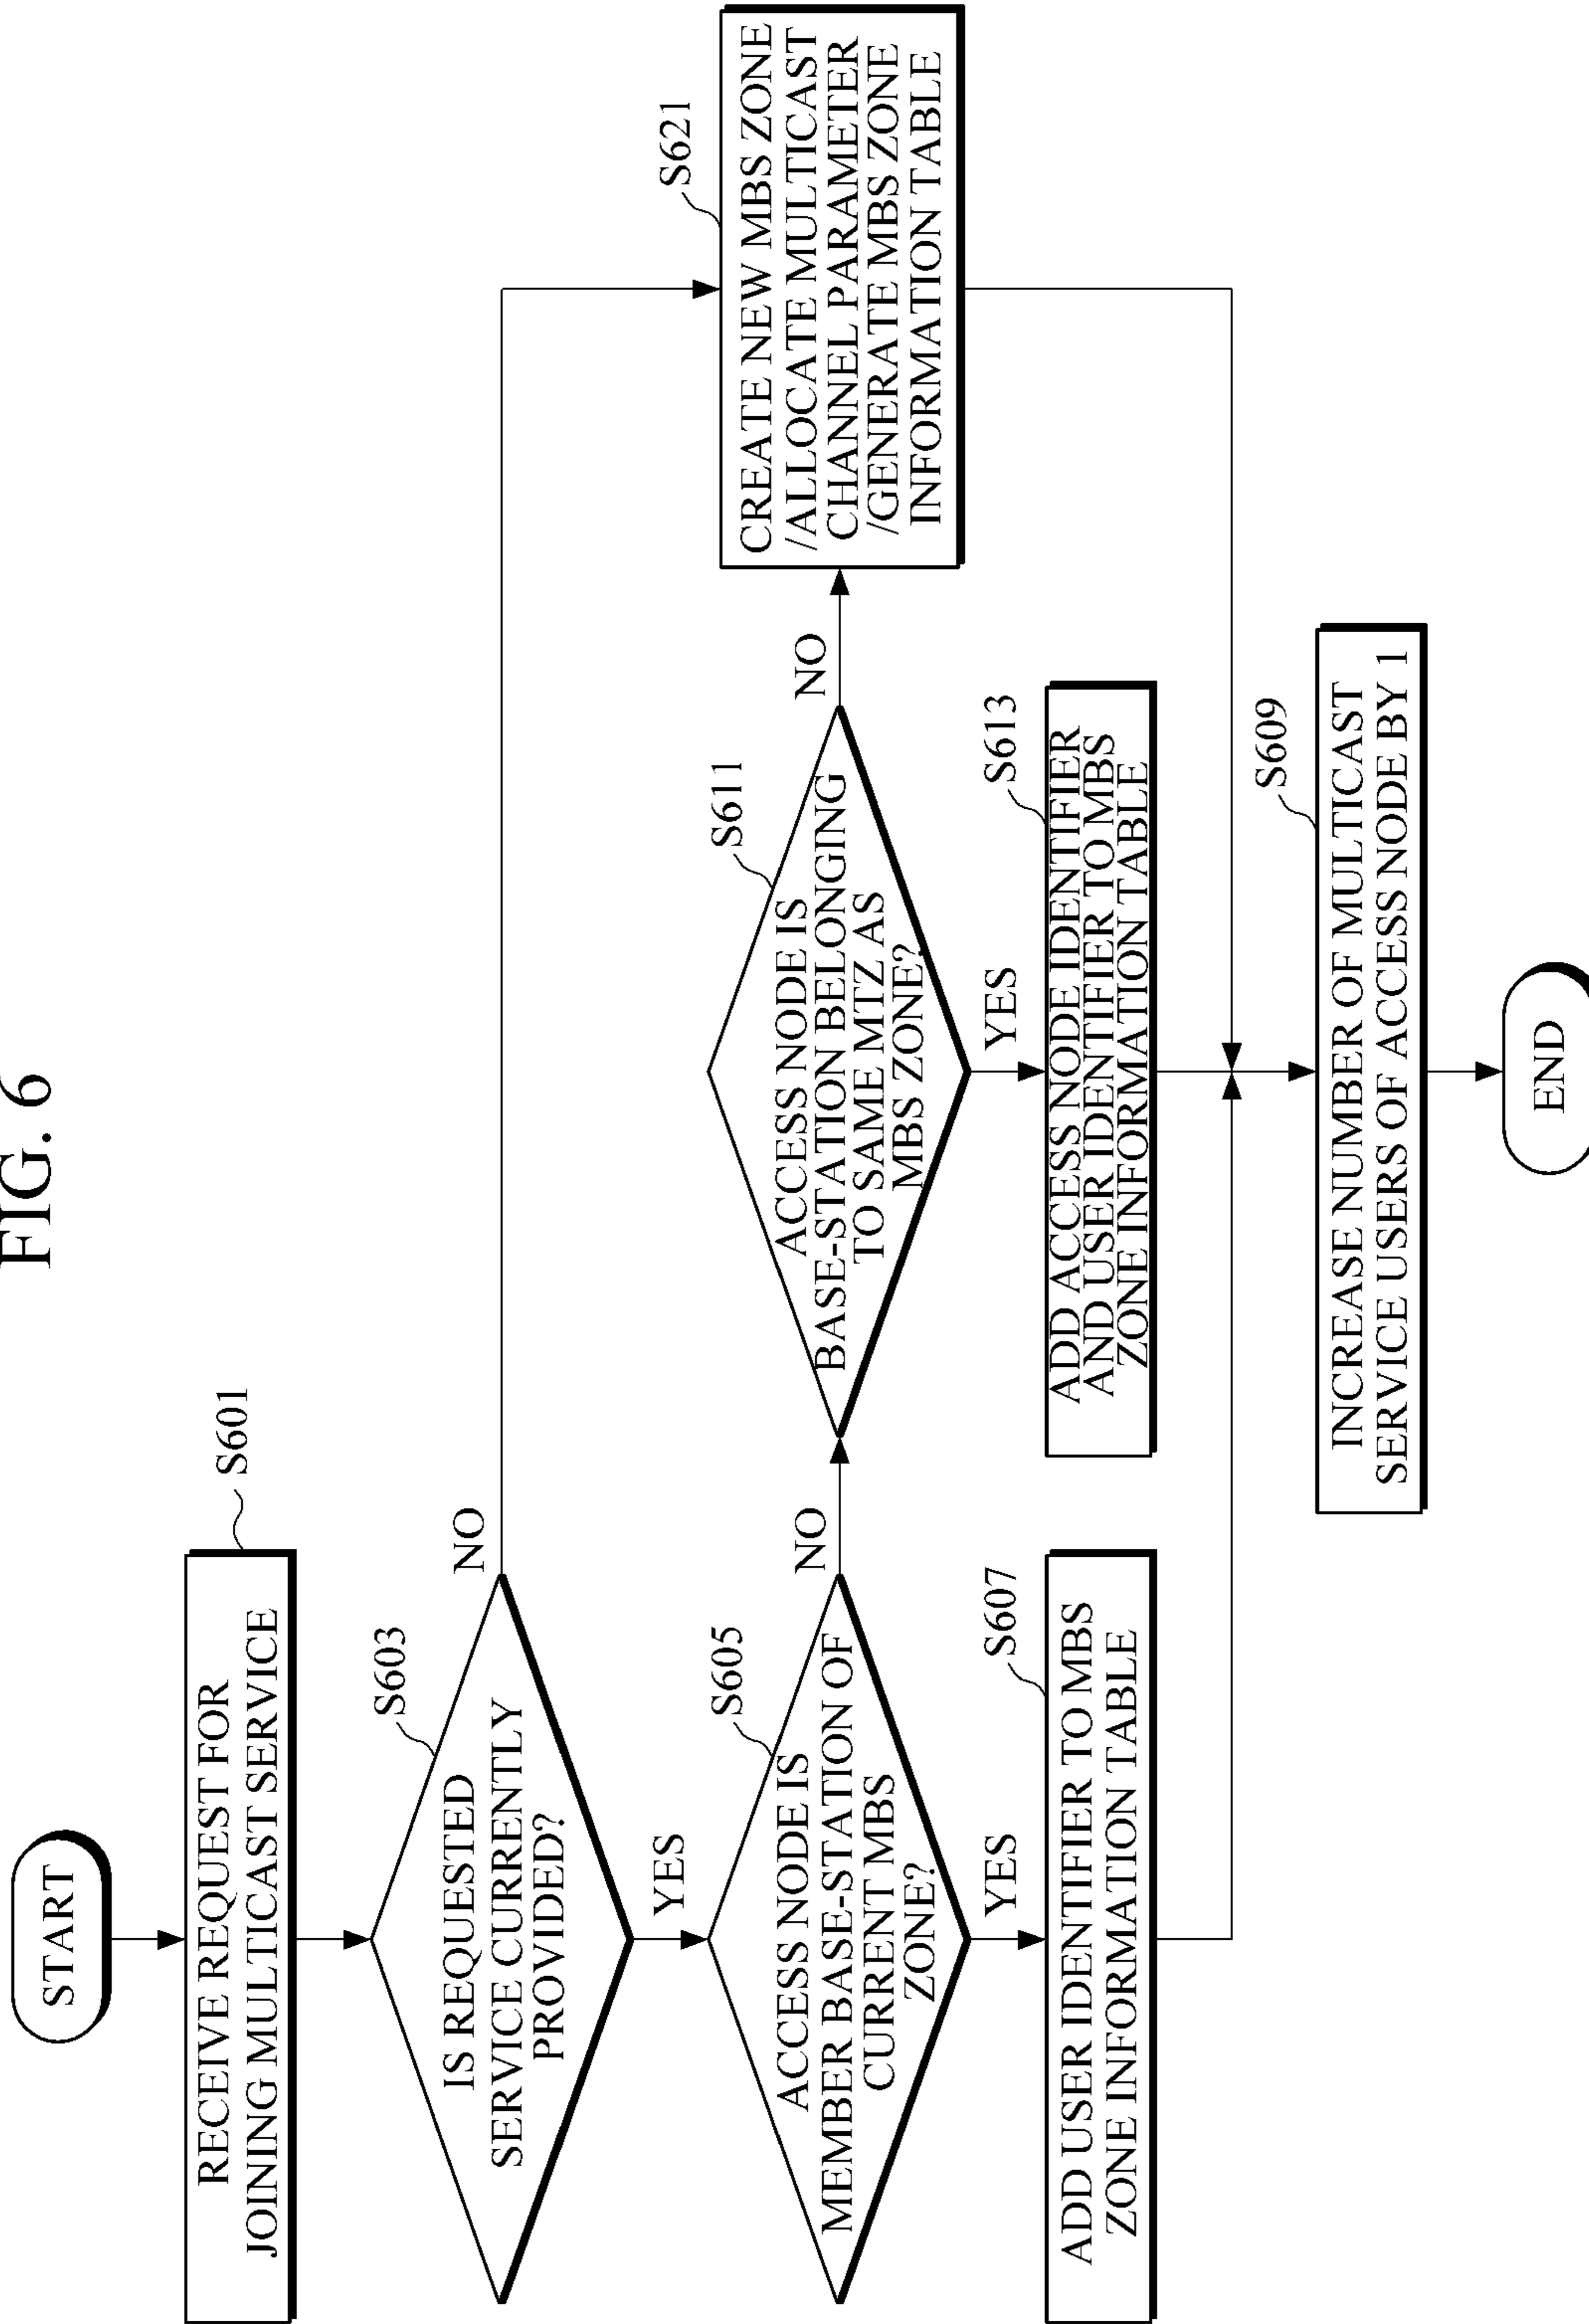 FIG. 6
START
RECEIVE REQUEST FOR
JOINING MULTICAST SERVICE
S601
IS REQUESTED
SERVICE CURRENTLY
PROVIDED?
S603
NO
YES
ACCESS NODE IS
MEMBER BASE-STATION OF
CURRENT MBS
ZONE?
S605
NO
YES
ACCESS NODE IS
BASE-STATION BELONGING
TO SAME MTZ AS
MBS ZONE?
S611
NO
YES
CREATE NEW MBS ZONE
/ALLOCATE MULTICAST
CHANNEL PARAMETER
/GENERATE MBS ZONE
INFORMATION TABLE
S621
ADD USER IDENTIFIER TO MBS
ZONE INFORMATION TABLE
S607
ADD ACCESS NODE IDENTIFIER
AND USER IDENTIFIER TO MBS
ZONE INFORMATION TABLE
S613
INCREASE NUMBER OF MULTICAST
SERVICE USERS OF ACCESS NODE BY 1
S609
END